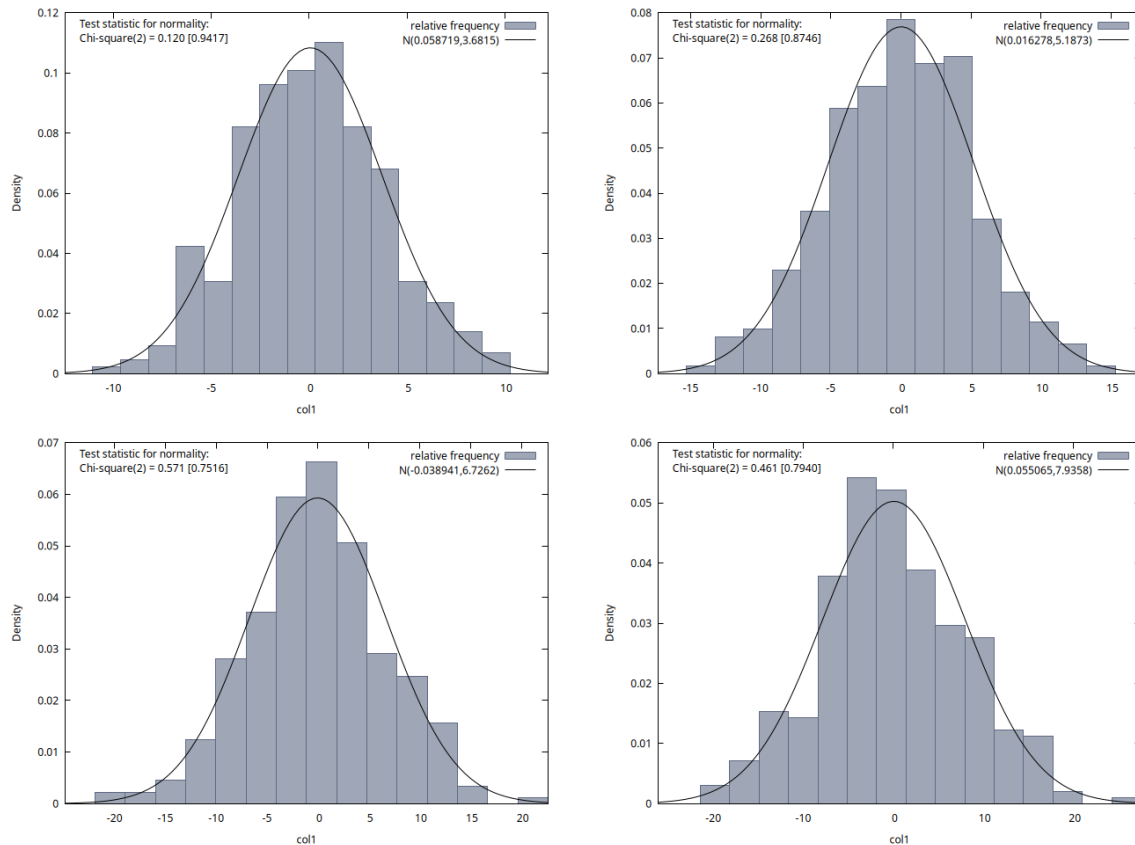 Test statistic for normality:
Chi-square(2) = 0.120 [0.9417]
relative frequency
N(0.058719,3.6815)
0.12
0.1
0.08
0.06
0.04
0.02
0
Density
-10
-5
0
5
10
col1
Test statistic for normality:
Chi-square(2) = 0.268 [0.8746]
relative frequency
N(0.016278,5.1873)
0.08
0.07
0.06
0.05
0.04
0.03
0.02
0.01
0
Density
-15
-10
-5
0
5
10
15
col1
Test statistic for normality:
Chi-square(2) = 0.571 [0.7516]
relative frequency
N(-0.038941,6.7262)
0.07
0.06
0.05
0.04
0.03
0.02
0.01
0
Density
-20
-15
-10
-5
0
5
10
15
20
col1
Test statistic for normality:
Chi-square(2) = 0.461 [0.7940]
relative frequency
N(0.055065,7.9358)
0.06
0.05
0.04
0.03
0.02
0.01
0
Density
-20
-10
0
10
20
col1